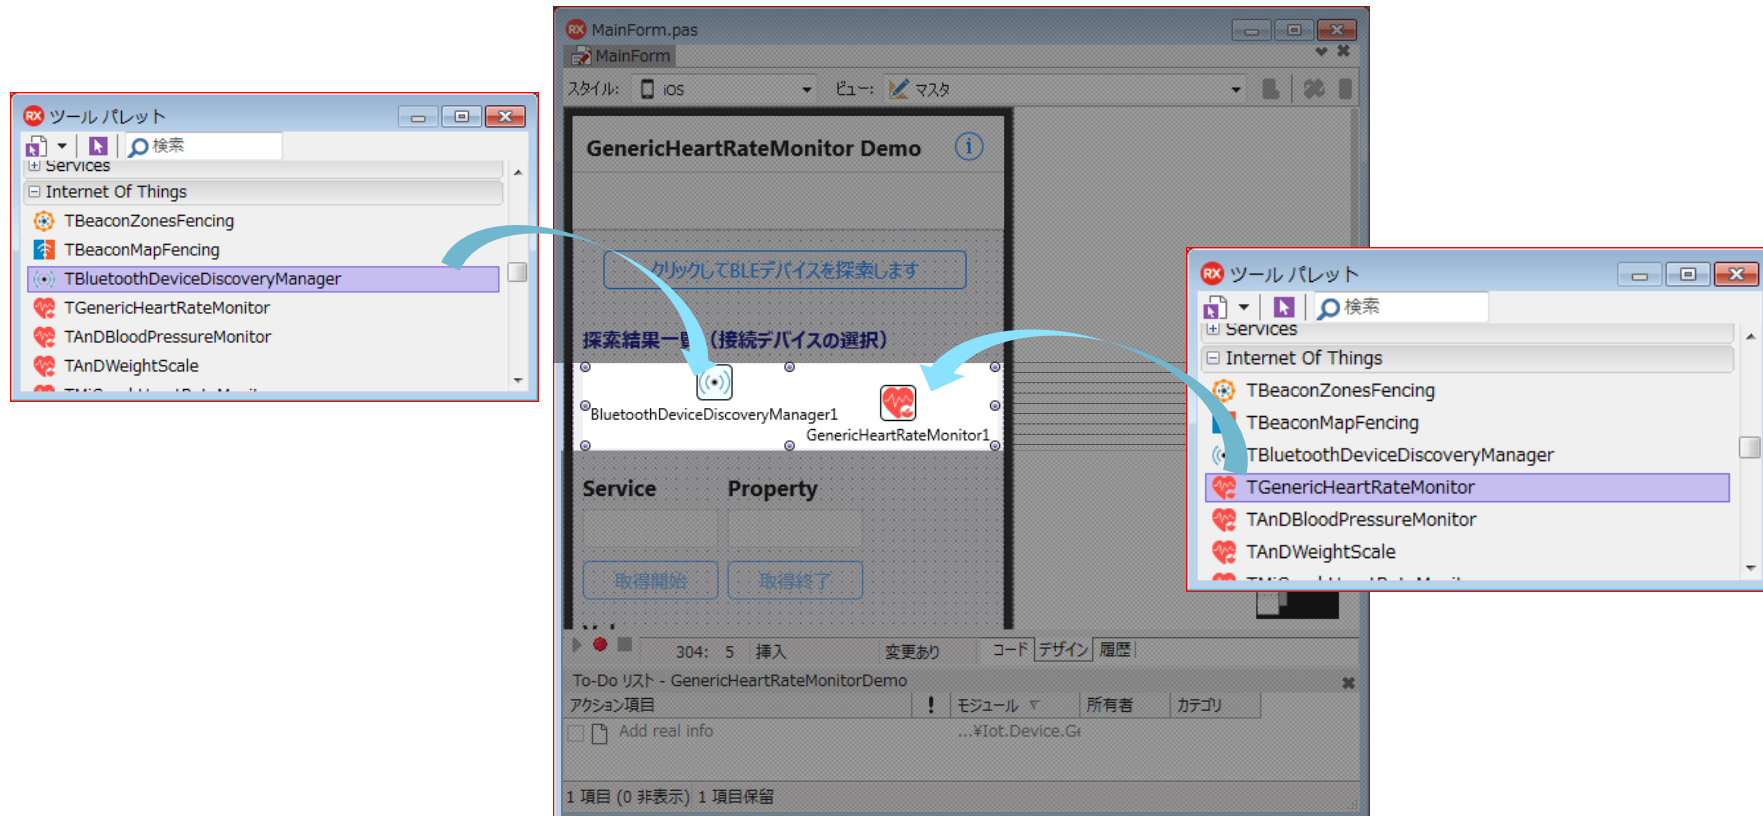 ツール パレット
検索
Services
Internet Of Things
TBeaconZonesFencing
TBeaconMapFencing
TBluetoothDeviceDiscoveryManager
TGenericHeartRateMonitor
TAnDBloodPressureMonitor
TAnDWeightScale
MainForm.pas
MainForm
スタイル: iOS ビュー: マスタ
GenericHeartRateMonitor Demo
クリックしてBLEデバイスを探索します
探索結果一覧 (接続デバイスの選択)
BluetoothDeviceDiscoveryManager1
GenericHeartRateMonitor1
Service Property
取得開始 取得終了
304: 5 挿入 変更あり コード デザイン 履歴
To-Do リスト - GenericHeartRateMonitorDemo
アクション項目 ! モジュール 所有者 カテゴリ
Add real info ...¥Iot.Device.Ge
1 項目 (0 非表示) 1 項目保留
ツール パレット
検索
Services
Internet Of Things
TBeaconZonesFencing
TBeaconMapFencing
TBluetoothDeviceDiscoveryManager
TGenericHeartRateMonitor
TAnDBloodPressureMonitor
TAnDWeightScale